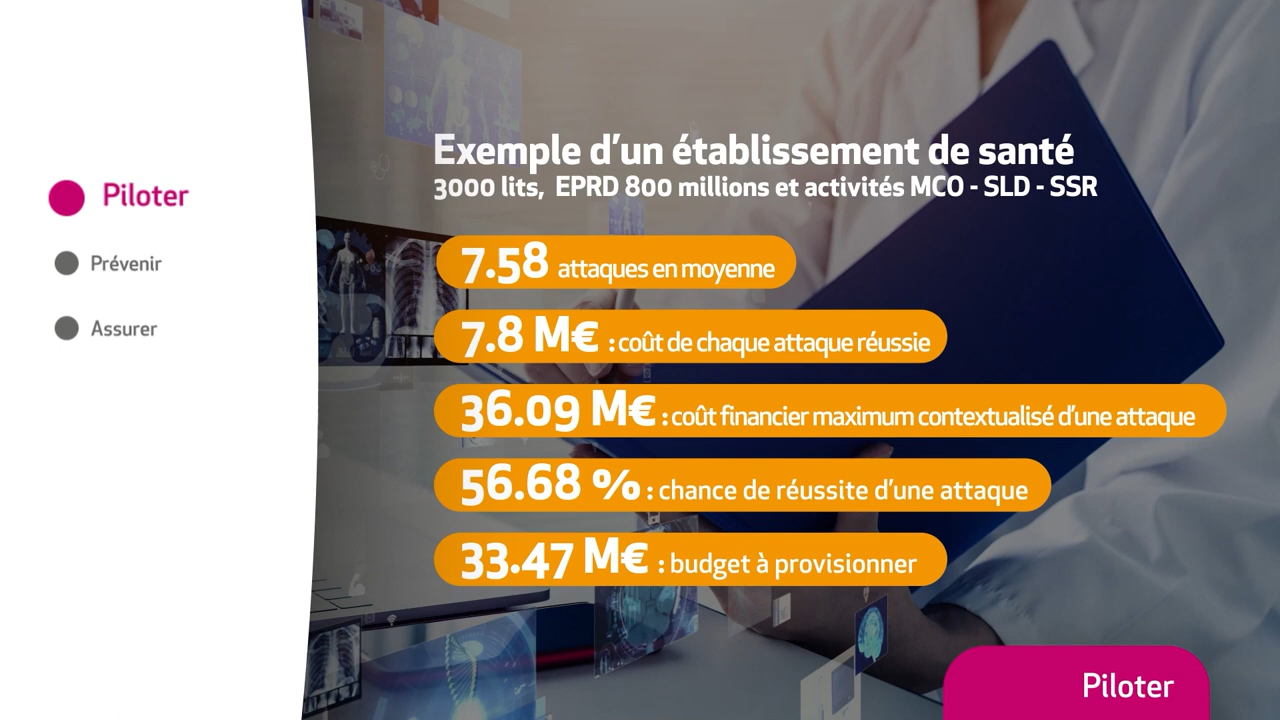 Piloter
Prévenir
Assurer
Exemple d'un établissement de santé
3000 lits, EPRD 800 millions et activités MCO - SLD - SSR
7.58 attaques en moyenne
7.8 M€ : coût de chaque attaque réussie
36.09 M€ : coût financier maximum contextualisé d'une attaque
56.68 % : chance de réussite d'une attaque
33.47 M€ : budget à provisionner
Piloter